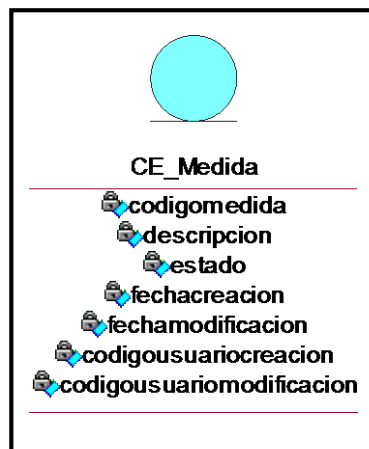 CE_Medida
codigomedida
descripcion
estado
fechacreacion
fechamodificacion
codigousuariocreacion
codigousuariomodificacion